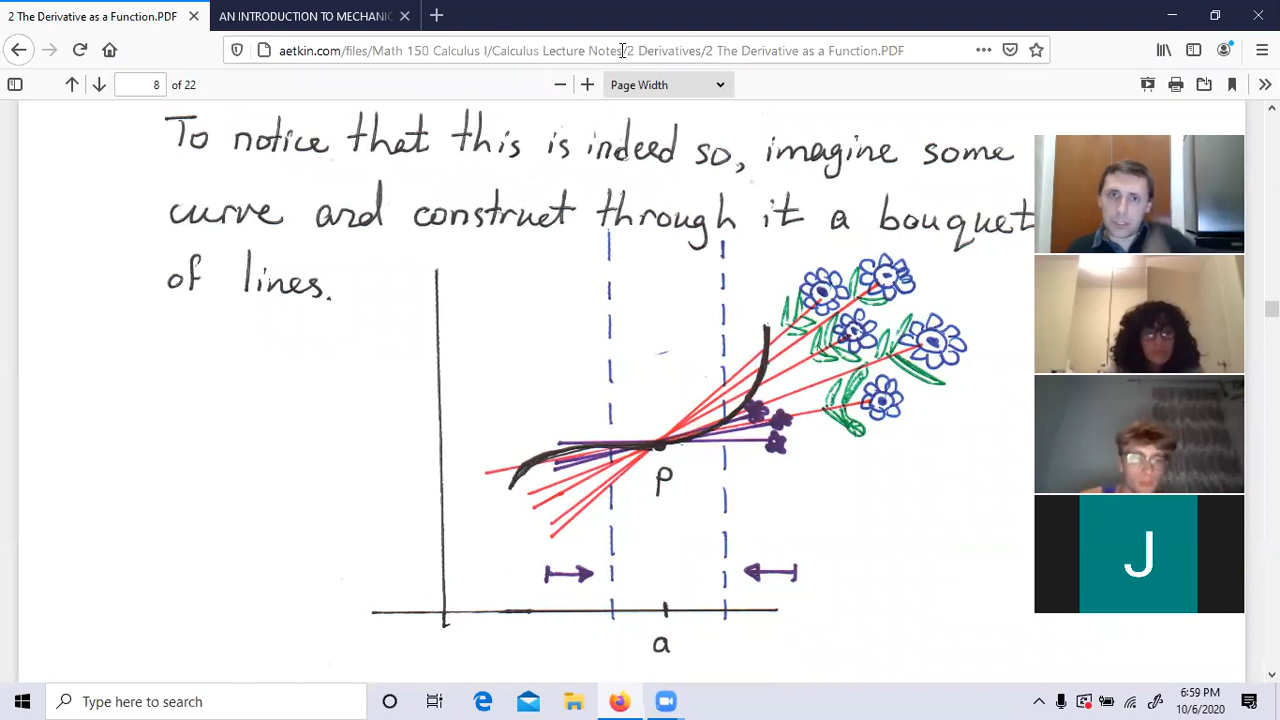 2 The Derivative as a Function.PDF
AN INTRODUCTION TO MECHANIC
aetkin.com/files/Math 150 Calculus I/Calculus Lecture Notes/2 Derivatives/2 The Derivative as a Function.PDF
8 of 22
Page Width
To notice that this is indeed so, imagine some
curve and construct through it a bouquet
of lines.
P
a
J
Type here to search
6:59 PM
10/6/2020